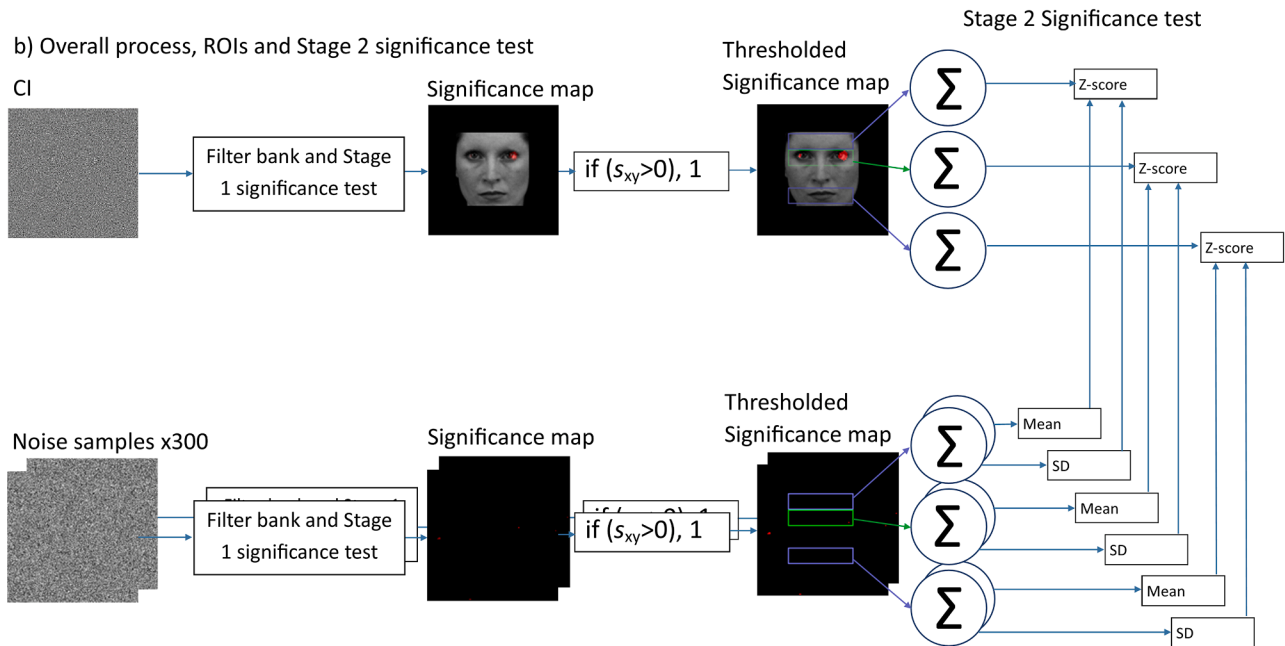 Stage 2 Significance test
b) Overall process, ROIs and Stage 2 significance test
CI
Significance map
Thresholded
Significance map
Filter bank and Stage
1 significance test
if (sxy>0), 1
Σ
Σ
Σ
Z-score
Z-score
Z-score
Noise samples x300
Significance map
Thresholded
Significance map
Filter bank and Stage
1 significance test
if (sxy>0), 1
Σ
Σ
Σ
Mean
SD
Mean
SD
Mean
SD